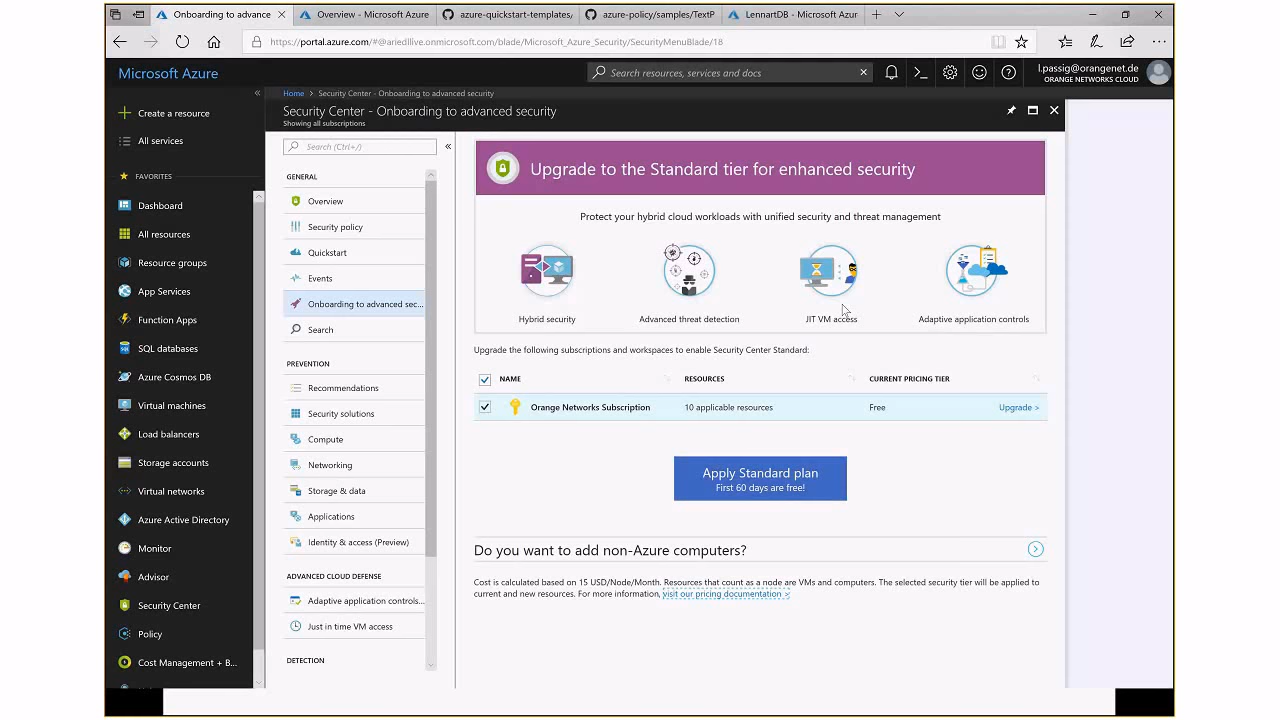 Onboarding to advance
Overview - Microsoft Azure
azure-quickstart-templates/
azure-policy/samples/TextP
LennartDB - Microsoft Azur
https://portal.azure.com/#@ariedllive.onmicrosoft.com/blade/Microsoft_Azure_Security/SecurityMenuBlade/18
Microsoft Azure
Search resources, services and docs
l.passig@orangenet.de
ORANGE NETWORKS CLOUD
Home > Security Center - Onboarding to advanced security
Security Center - Onboarding to advanced security
Showing all subscriptions
Create a resource
All services
FAVORITES
Dashboard
All resources
Resource groups
App Services
Function Apps
SQL databases
Azure Cosmos DB
Virtual machines
Load balancers
Storage accounts
Virtual networks
Azure Active Directory
Monitor
Advisor
Security Center
Policy
Cost Management + B...
Search (Ctrl+/)
GENERAL
Overview
Security policy
Quickstart
Events
Onboarding to advanced sec...
Search
PREVENTION
Recommendations
Security solutions
Compute
Networking
Storage & data
Applications
Identity & access (Preview)
ADVANCED CLOUD DEFENSE
Adaptive application controls...
Just in time VM access
DETECTION
Upgrade to the Standard tier for enhanced security
Protect your hybrid cloud workloads with unified security and threat management
Hybrid security
Advanced threat detection
JIT VM access
Adaptive application controls
Upgrade the following subscriptions and workspaces to enable Security Center Standard:
NAME RESOURCES CURRENT PRICING TIER
Orange Networks Subscription 10 applicable resources Free Upgrade >
Apply Standard plan
First 60 days are free!
Do you want to add non-Azure computers?
Cost is calculated based on 15 USD/Node/Month. Resources that count as a node are VMs and computers. The selected security tier will be applied to
current and new resources. For more information, visit our pricing documentation >